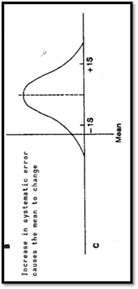 B
Increase in systematic error
causes the mean to change
-1S
+1S
Mean
C